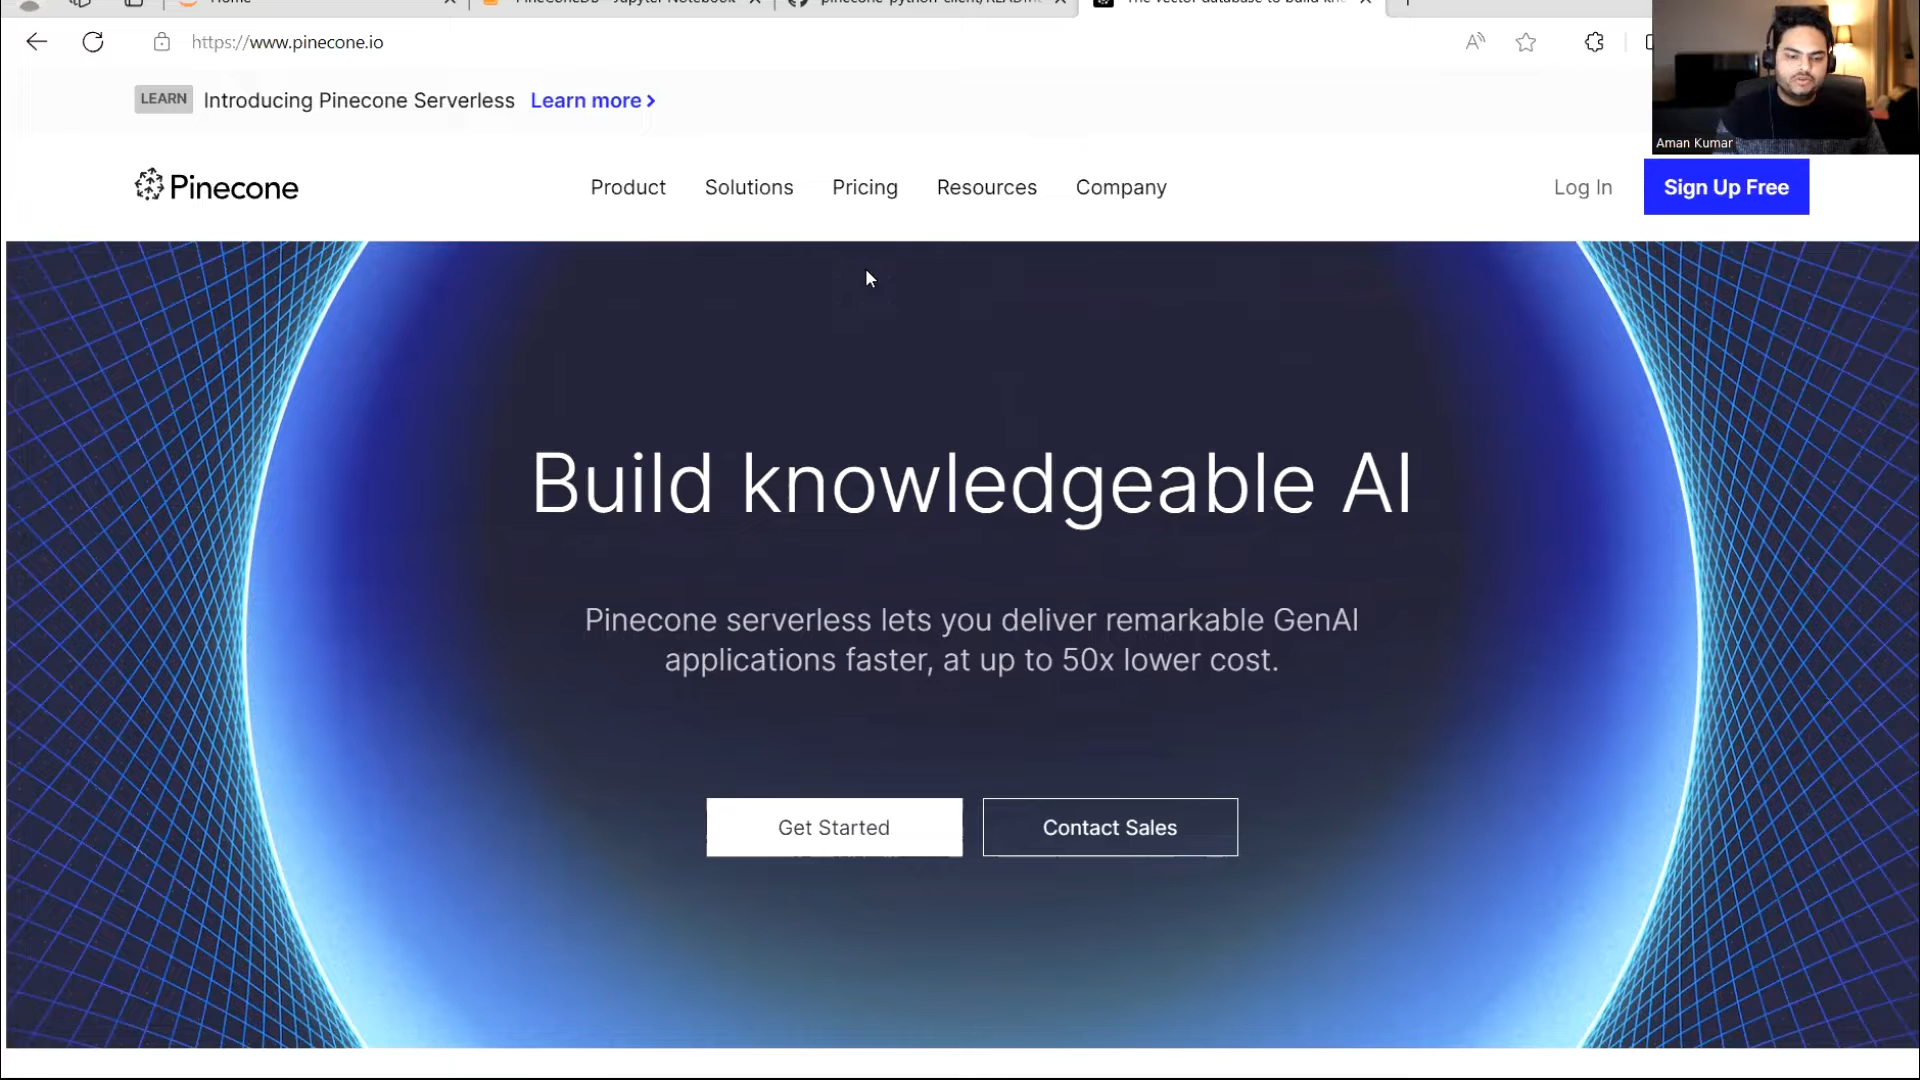 https://www.pinecone.io
Aman Kumar
LEARN Introducing Pinecone Serverless Learn more
Pinecone Product Solutions Pricing Resources Company Log In Sign Up Free
Build knowledgeable AI
Pinecone serverless lets you deliver remarkable GenAI
applications faster, at up to 50x lower cost.
Get Started Contact Sales